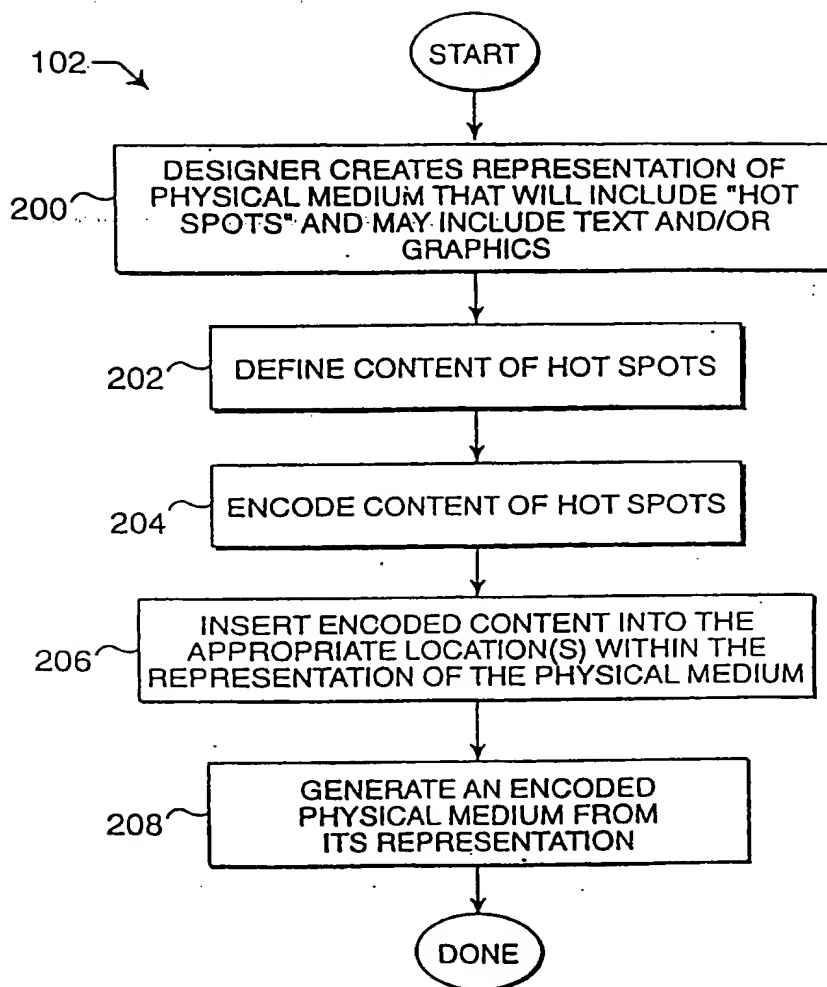 START
102
DESIGNER CREATES REPRESENTATION OF
PHYSICAL MEDIUM THAT WILL INCLUDE "HOT
SPOTS" AND MAY INCLUDE TEXT AND/OR
GRAPHICS
200
DEFINE CONTENT OF HOT SPOTS
202
ENCODE CONTENT OF HOT SPOTS
204
INSERT ENCODED CONTENT INTO THE
APPROPRIATE LOCATION(S) WITHIN THE
REPRESENTATION OF THE PHYSICAL MEDIUM
206
GENERATE AN ENCODED
PHYSICAL MEDIUM FROM
ITS REPRESENTATION
208
DONE